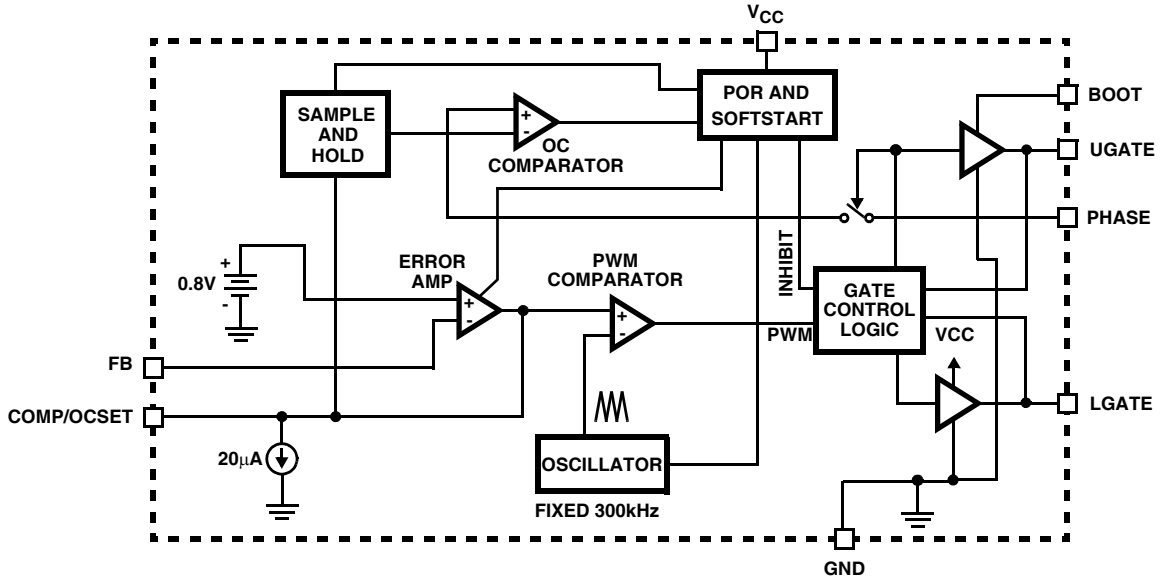 VCC
BOOT
POR AND
SOFTSTART
SAMPLE
AND
HOLD
+
-
OC
COMPARATOR
UGATE
PHASE
INHIBIT
+
0.8V
-
ERROR
AMP
+
-
PWM
COMPARATOR
+
-
GATE
CONTROL
LOGIC
PWM
VCC
FB
COMP/OCSET
20µA
OSCILLATOR
FIXED 300kHz
LGATE
GND